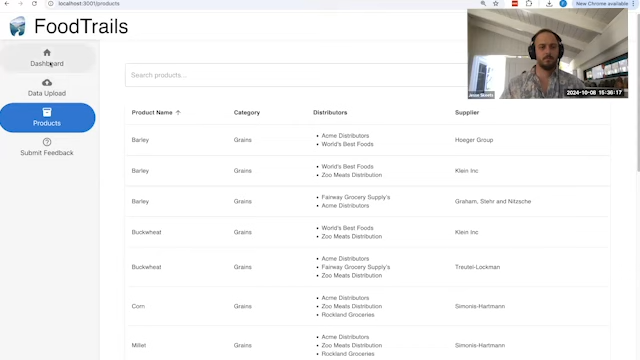 localhost:3001/products
New Chrome available
FoodTrails
Dashboard
Data Upload
Products
Submit Feedback
Search products...
2024-10-08 15:36:17
Product Name
Category
Distributors
Supplier
Barley
Grains
• Acme Distributors
• World's Best Foods
Hoeger Group
Barley
Grains
• World's Best Foods
• Zoo Meats Distribution
Klein Inc
Barley
Grains
• Fairway Grocery Supply's
• Acme Distributors
Graham, Stehr and Nitzsche
Buckwheat
Grains
• World's Best Foods
• Zoo Meats Distribution
Klein Inc
Buckwheat
Grains
• Acme Distributors
• Fairway Grocery Supply's
• Zoo Meats Distribution
Treutel-Lockman
Corn
Grains
• Acme Distributors
• Zoo Meats Distribution
• Rockland Groceries
Simonis-Hartmann
Millet
Grains
• Acme Distributors
• Zoo Meats Distribution
• Rockland Groceries
Simonis-Hartmann